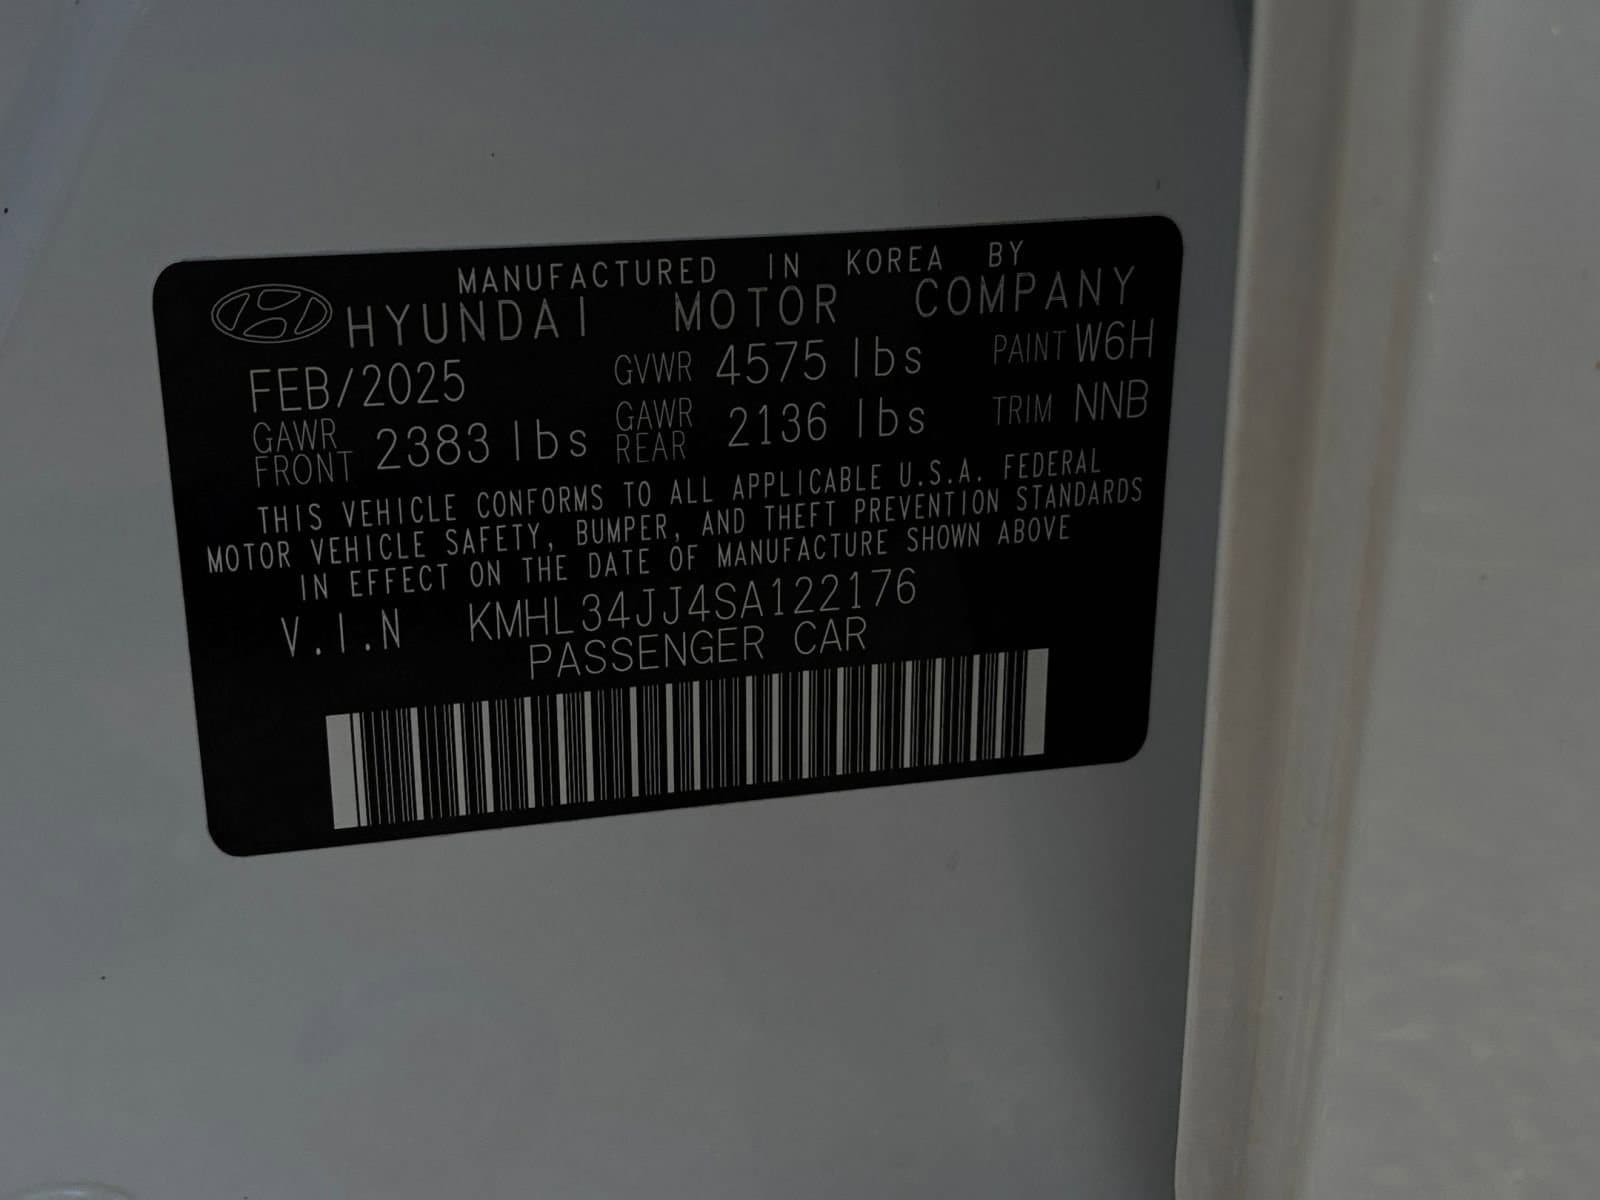 MANUFACTURED IN KOREA BY
HYUNDAI MOTOR COMPANY
FEB/2025 GVWR 4575 lbs PAINT W6H
GAWR FRONT 2383 lbs GAWR REAR 2136 lbs TRIM NNB
THIS VEHICLE CONFORMS TO ALL APPLICABLE U.S.A. FEDERAL
MOTOR VEHICLE SAFETY, BUMPER, AND THEFT PREVENTION STANDARDS
IN EFFECT ON THE DATE OF MANUFACTURE SHOWN ABOVE
V.I.N KMHL34JJ4SA122176
PASSENGER CAR